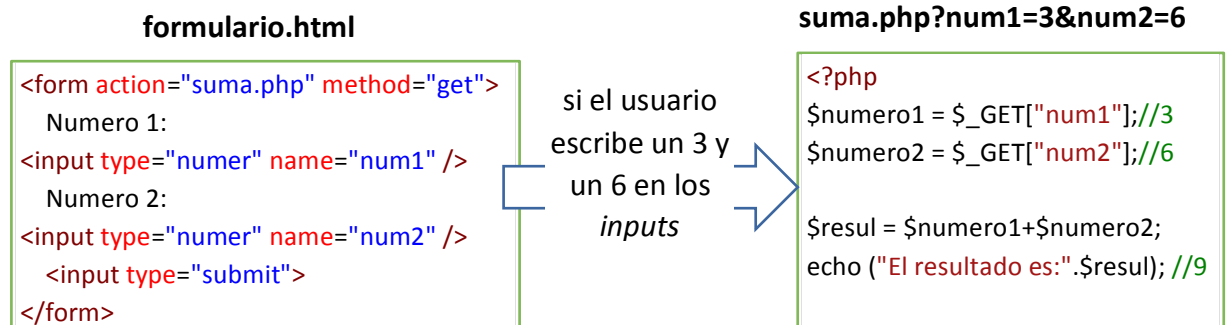 formulario.html
<form action="suma.php" method="get">
Numero 1:
<input type="numer" name="num1" />
Numero 2:
<input type="numer" name="num2" />
<input type="submit">
</form>
si el usuario
escribe un 3 y
un 6 en los
inputs
suma.php?num1=3&num2=6
<?php
$numero1 = $_GET["num1"];//3
$numero2 = $_GET["num2"];//6
$resul = $numero1+$numero2;
echo ("El resultado es:".$resul); //9